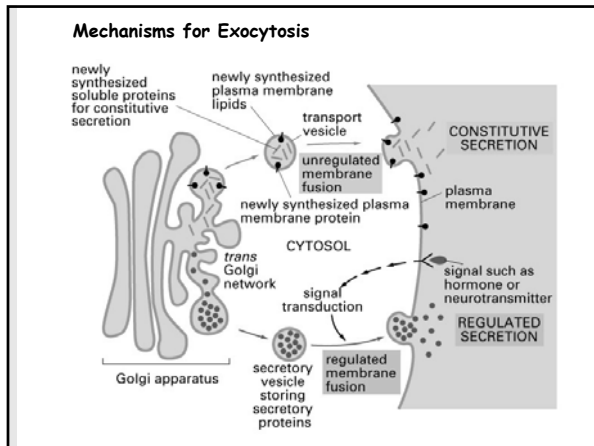 Mechanisms for Exocytosis
newly
synthesized
soluble proteins
for constitutive
secretion
newly synthesized
plasma membrane
lipids
transport
vesicle
unregulated
membrane
fusion
newly synthesized plasma
membrane protein
CONSTITUTIVE
SECRETION
plasma
membrane
CYTOSOL
trans
Golgi
network
signal
transduction
signal such as
hormone or
neurotransmitter
REGULATED
SECRETION
Golgi apparatus
secretory
vesicle
storing
secretory
proteins
regulated
membrane
fusion